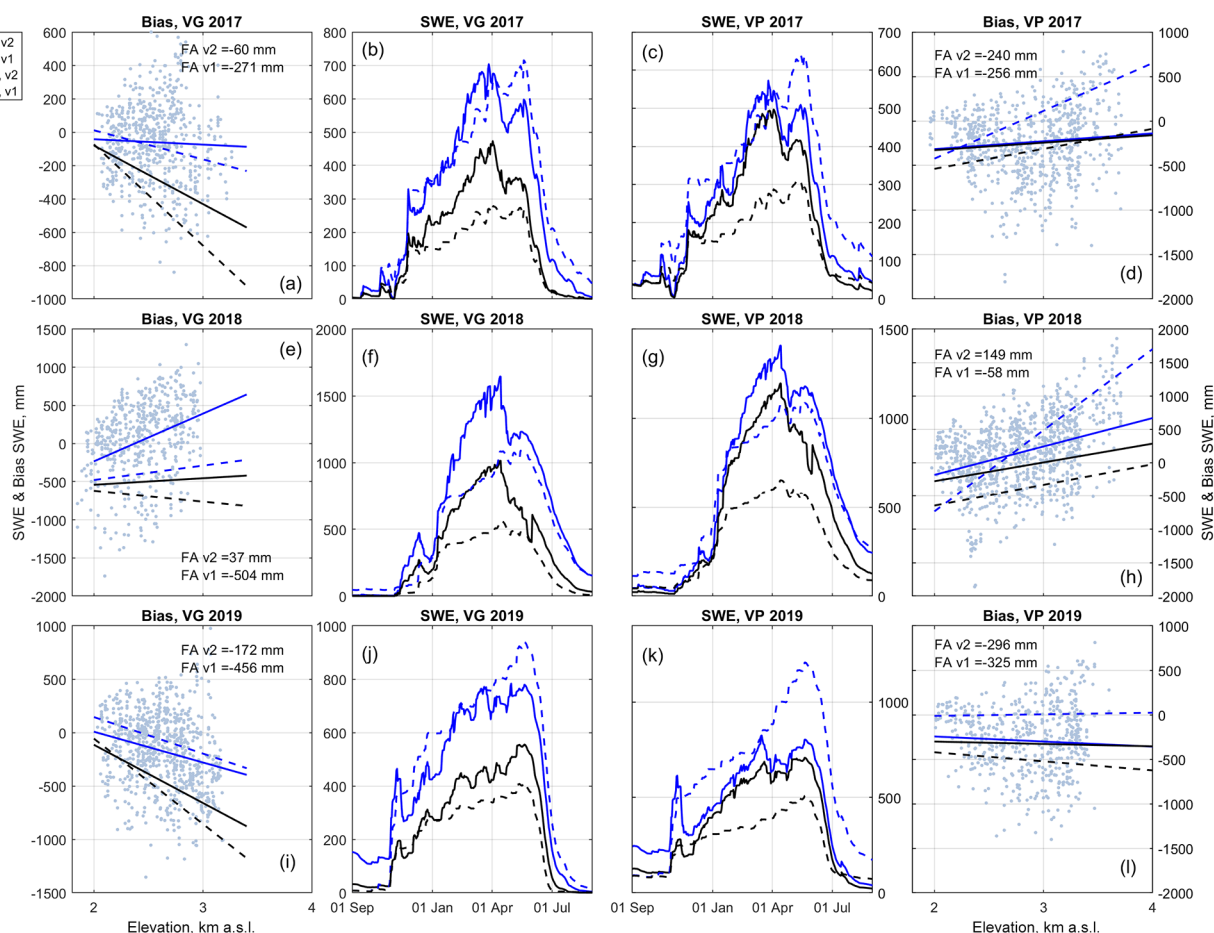 v2
v1
, v2
, v1
Bias, VG 2017
600
400
200
0
-200
-400
-600
-800
-1000
FA v2 =-60 mm
FA v1 =-271 mm
(a)
SWE, VG 2017
800
700
600
500
400
300
200
100
0
(b)
SWE, VP 2017
(c)
700
600
500
400
300
200
100
0
Bias, VP 2017
FA v2 =-240 mm
FA v1 =-256 mm
(d)
1000
500
0
-500
-1000
-1500
-2000
Bias, VG 2018
SWE & Bias SWE, mm
1500
1000
500
0
-500
-1000
-1500
-2000
(e)
FA v2 =37 mm
FA v1 =-504 mm
SWE, VG 2018
2000
1500
1000
500
0
(f)
SWE, VP 2018
(g)
1500
1000
500
0
Bias, VP 2018
FA v2 =149 mm
FA v1 =-58 mm
(h)
2000
1500
1000
500
0
-500
-1000
-1500
-2000
SWE & Bias SWE, mm
Bias, VG 2019
1000
500
0
-500
-1000
-1500
FA v2 =-172 mm
FA v1 =-456 mm
(i)
2
3
4
Elevation, km a.s.l.
SWE, VG 2019
1000
800
600
400
200
0
(j)
01 Sep
01 Jan
01 Apr
01 Jul
SWE, VP 2019
(k)
1000
500
0
01 Sep
01 Jan
01 Apr
01 Jul
Bias, VP 2019
FA v2 =-296 mm
FA v1 =-325 mm
(l)
1000
500
0
-500
-1000
-1500
-2000
2
3
4
Elevation, km a.s.l.